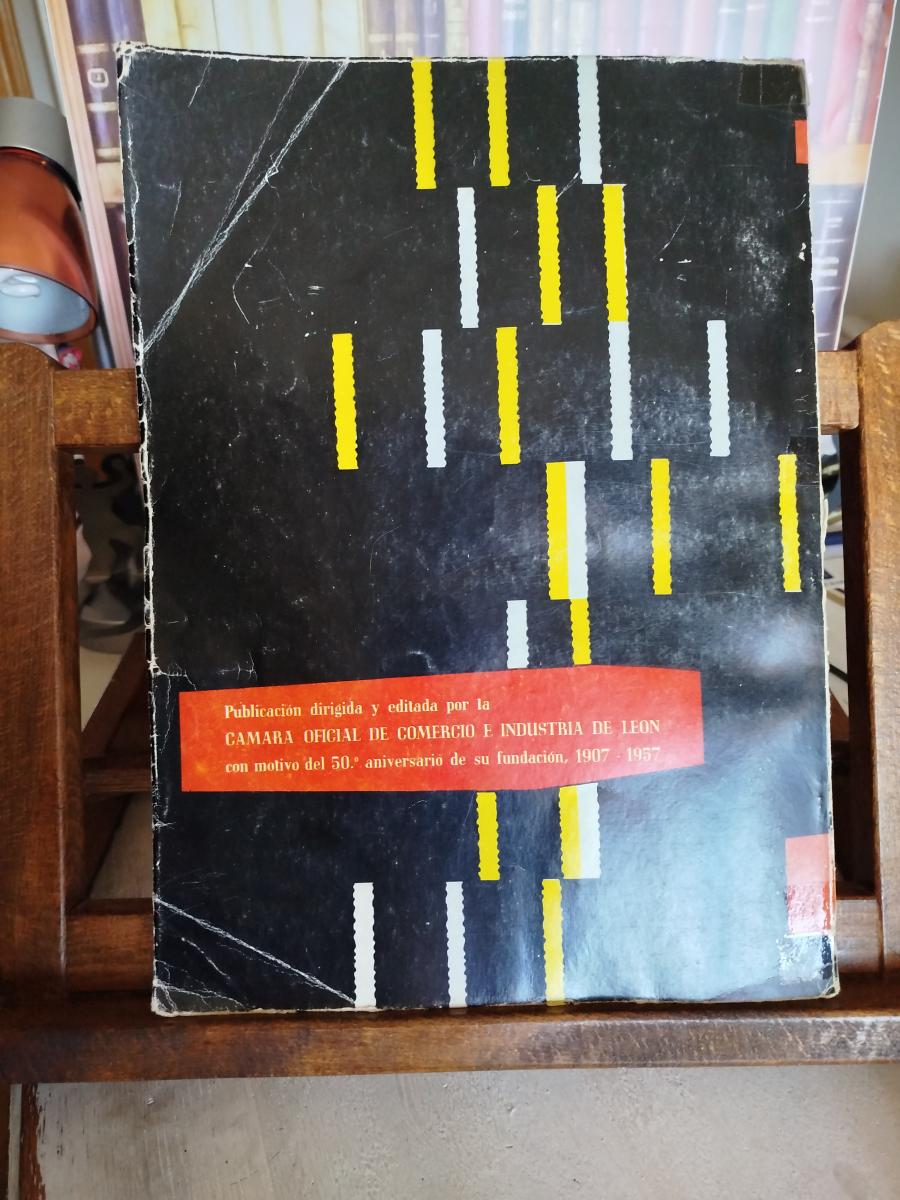 Publicación dirigida y editada por la
CAMARA OFICIAL DE COMERCIO E INDUSTRIA DE LEON
con motivo del 50.º aniversario de su fundación, 1907 - 1957